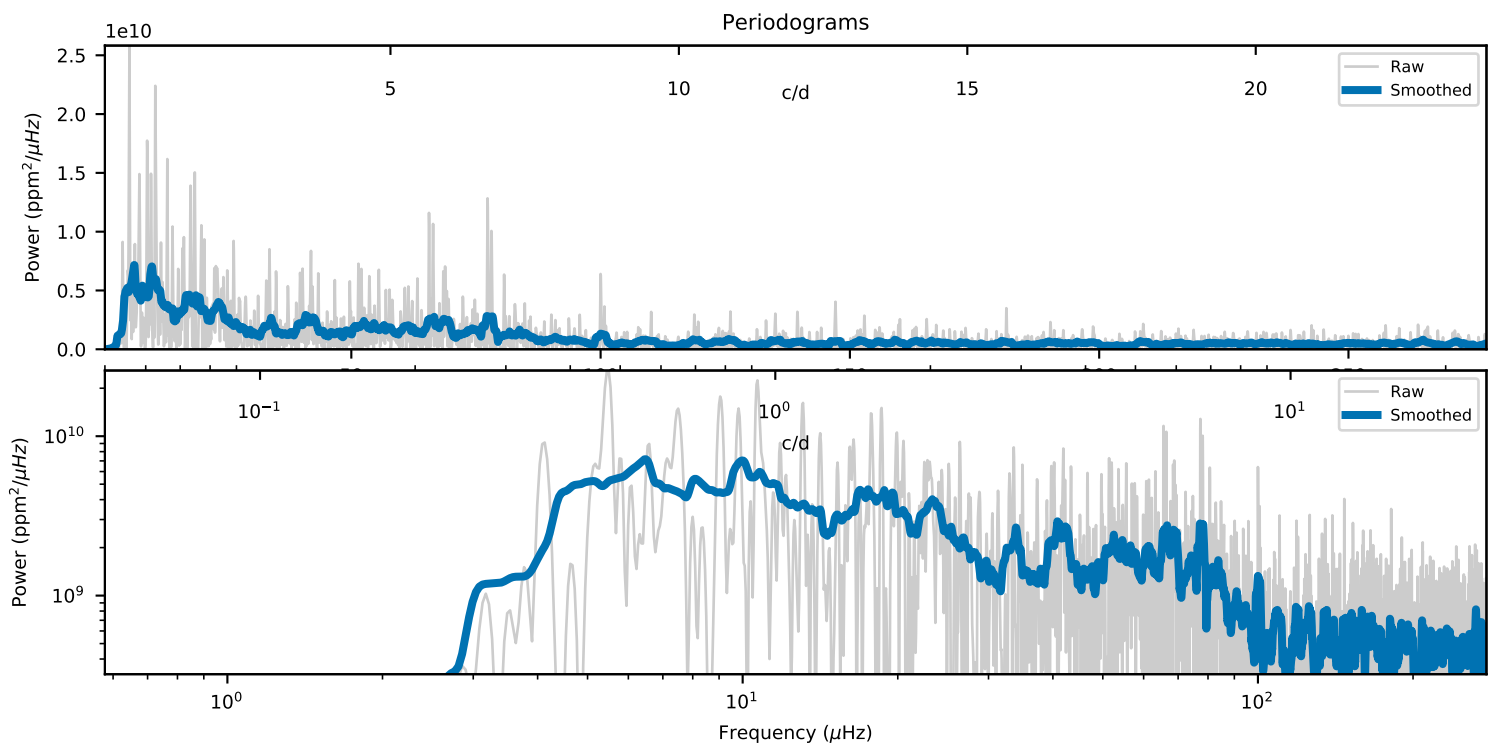 Periodograms
1e10
2.5
2.0
1.5
1.0
0.5
0.0
Power (ppm²/μHz)
5
10
15
20
c/d
Raw
Smoothed
10⁻¹
10⁰
10¹
c/d
Raw
Smoothed
10¹⁰
10⁹
Power (ppm²/μHz)
10⁰
10¹
10²
Frequency (μHz)